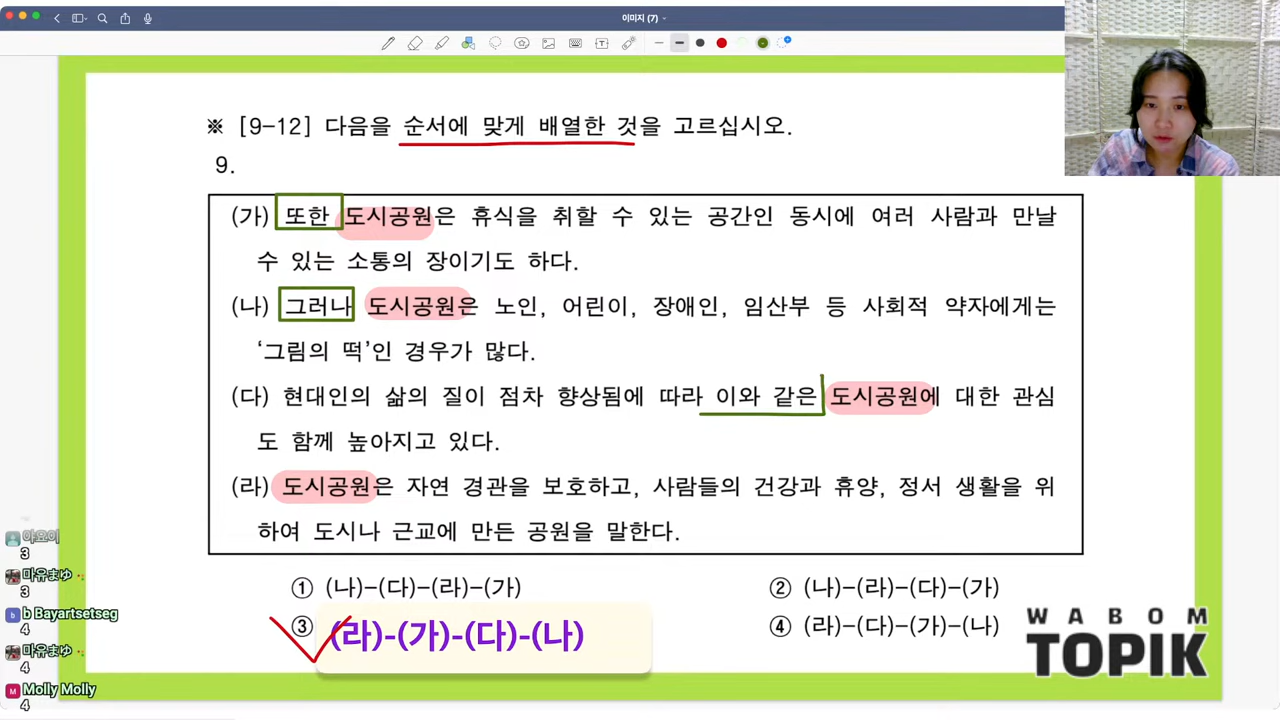 이미지 (7)
※ [9-12] 다음을 순서에 맞게 배열한 것을 고르십시오.
9.
(가) 또한 도시공원은 휴식을 취할 수 있는 공간인 동시에 여러 사람과 만날
수 있는 소통의 장이기도 하다.
(나) 그러나 도시공원은 노인, 어린이, 장애인, 임산부 등 사회적 약자에게는
‘그림의 떡’인 경우가 많다.
(다) 현대인의 삶의 질이 점차 향상됨에 따라 이와 같은 도시공원에 대한 관심
도 함께 높아지고 있다.
(라) 도시공원은 자연 경관을 보호하고, 사람들의 건강과 휴양, 정서 생활을 위
하여 도시나 근교에 만든 공원을 말한다.
① (나)-(다)-(라)-(가)
② (나)-(라)-(다)-(가)
③ (라)-(가)-(다)-(나)
④ (라)-(다)-(가)-(나)
WABOM
TOPIK
아요이
3
마유まゆ
3
b Bayartsetseg
4
마유まゆ
4
M Molly Molly
4